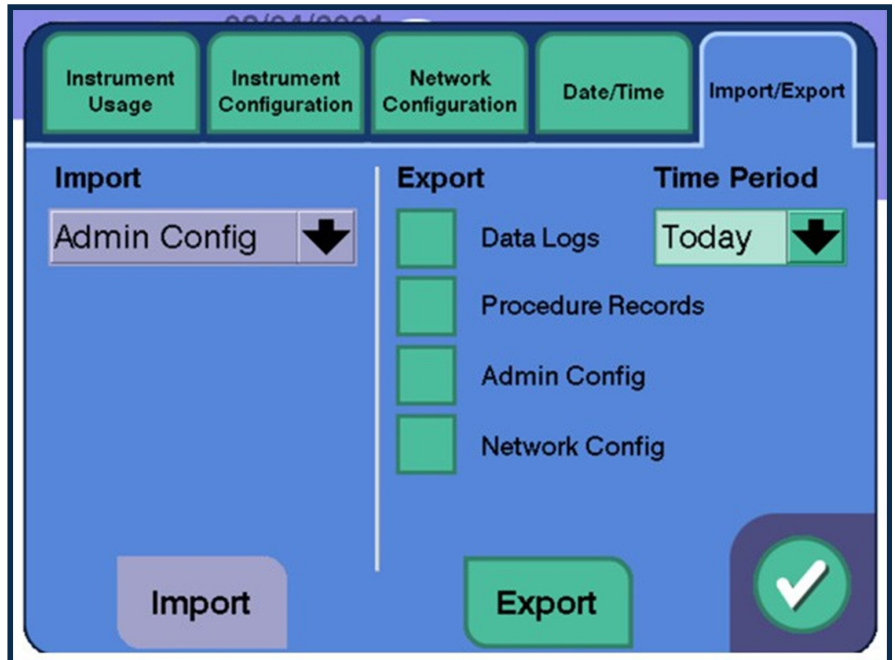 Instrument
Usage
Instrument
Configuration
Network
Configuration
Date/Time
Import/Export
Import
Admin Config
Export
Time Period
Data Logs
Today
Procedure Records
Admin Config
Network Config
Import
Export